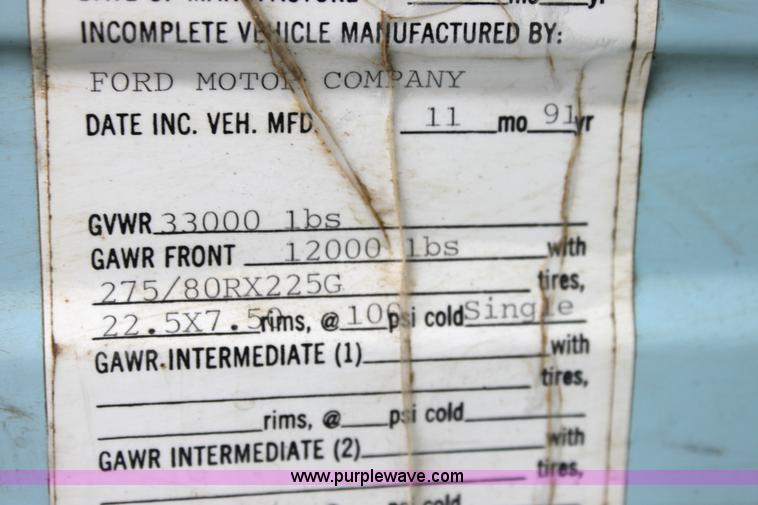 INCOMPLETE VEHICLE MANUFACTURED BY:
FORD MOTOR COMPANY
DATE INC. VEH. MFD. 11 mo 91 yr
GVWR 33000 lbs
GAWR FRONT 12000 lbs with
275/80RX225G tires,
22.5X7.50 rims, @ 100 psi cold Single
GAWR INTERMEDIATE (1) with
tires,
rims, @ psi cold
GAWR INTERMEDIATE (2) with
www.purplewave.com tires,
psi cold